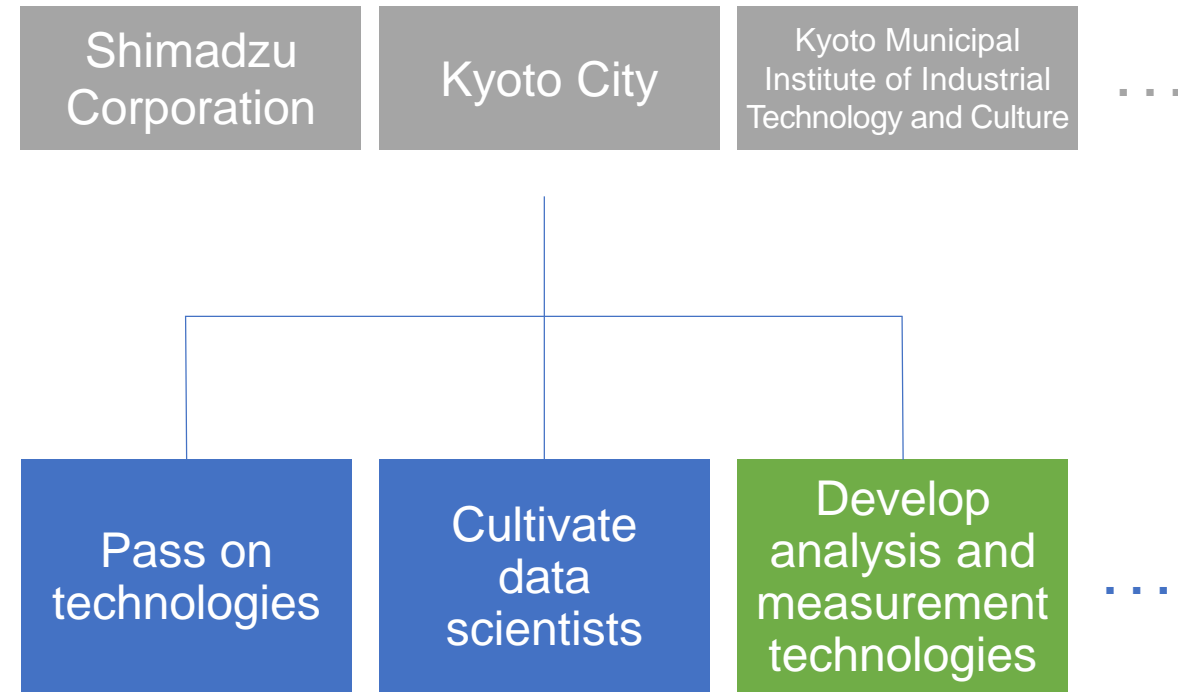 Shimadzu
Corporation
Kyoto City
Kyoto Municipal
Institute of Industrial
Technology and Culture
...
Pass on
technologies
Cultivate
data
scientists
Develop
analysis and
measurement
technologies
...